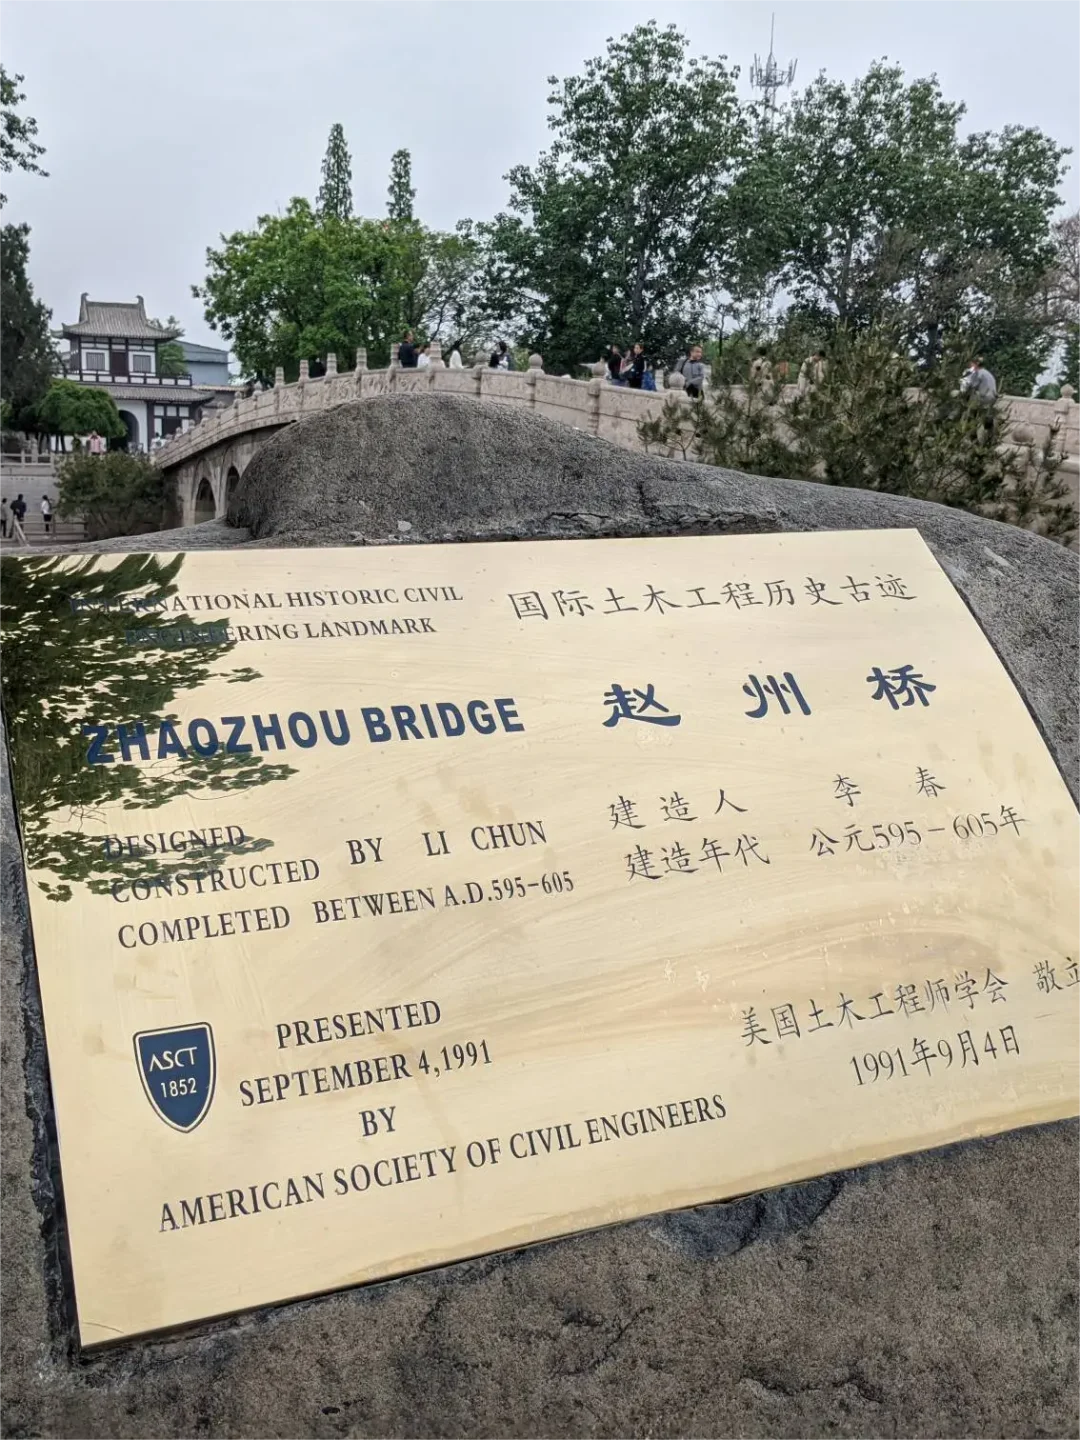 INTERNATIONAL HISTORIC CIVIL
ENGINEERING LANDMARK
国际土木工程历史古迹
ZHAOZHOU BRIDGE
赵州桥
DESIGNED
CONSTRUCTED BY LI CHUN
COMPLETED BETWEEN A.D.595-605
建造人 李春
建造年代 公元595-605年
ASCT
1852
PRESENTED
SEPTEMBER 4,1991
BY
AMERICAN SOCIETY OF CIVIL ENGINEERS
美国土木工程师学会 敬立
1991年9月4日